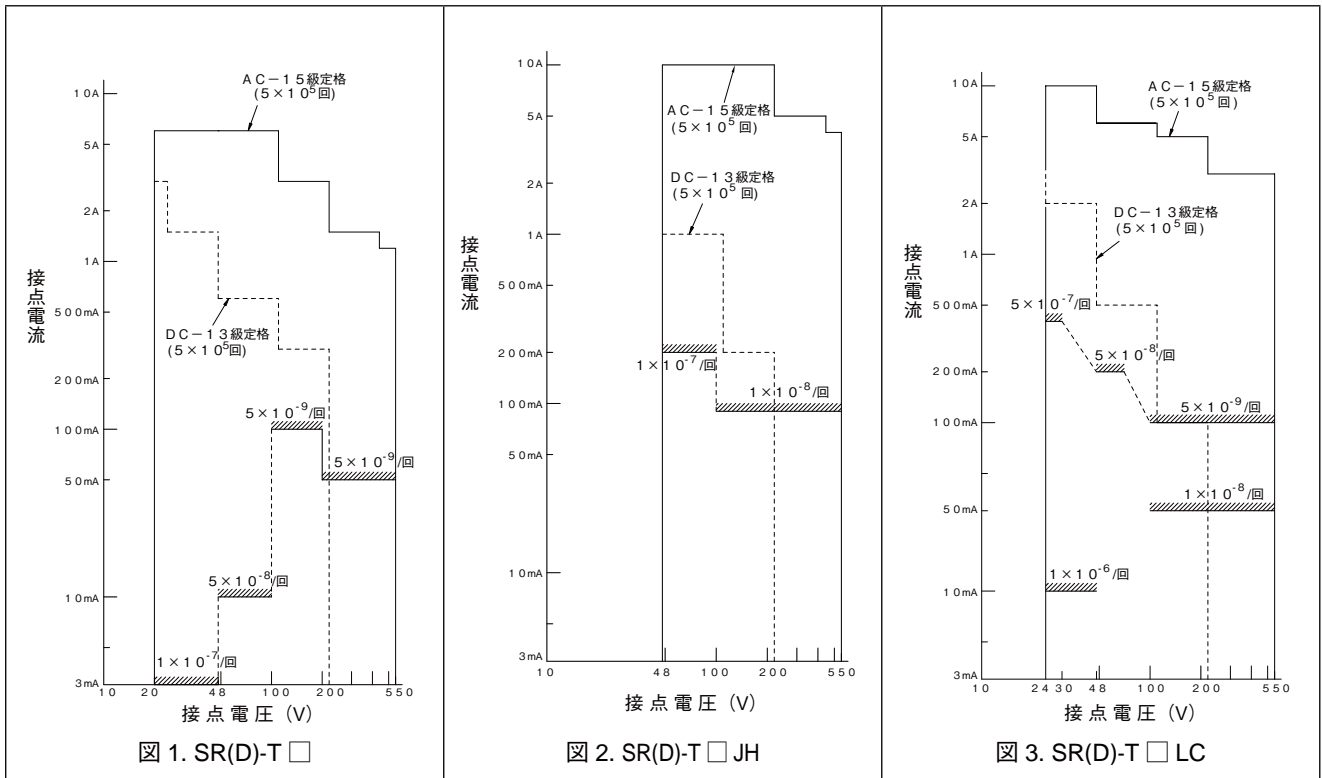 AC-15級定格
(5×10⁵回)
10A
5A
2A
1A
500mA
200mA
100mA
50mA
10mA
3mA
接点電流
DC-13級定格
(5×10⁵回)
5×10⁻⁹/回
5×10⁻⁹/回
5×10⁻⁸/回
1×10⁻⁷/回
10 20 48 100 200 550
接点電圧 (V)
図 1. SR(D)-T □
10A
5A
2A
1A
500mA
200mA
100mA
50mA
10mA
3mA
接点電流
AC-15級定格
(5×10⁵回)
DC-13級定格
(5×10⁵回)
1×10⁻⁷/回
1×10⁻⁸/回
10 48 100 200 550
接点電圧 (V)
図 2. SR(D)-T □ JH
10A
5A
2A
1A
500mA
200mA
100mA
50mA
10mA
3mA
接点電流
AC-15級定格
(5×10⁵回)
DC-13級定格
(5×10⁵回)
5×10⁻⁷/回
5×10⁻⁸/回
5×10⁻⁹/回
1×10⁻⁸/回
1×10⁻⁶/回
10 24 30 48 100 200 550
接点電圧 (V)
図 3. SR(D)-T □ LC